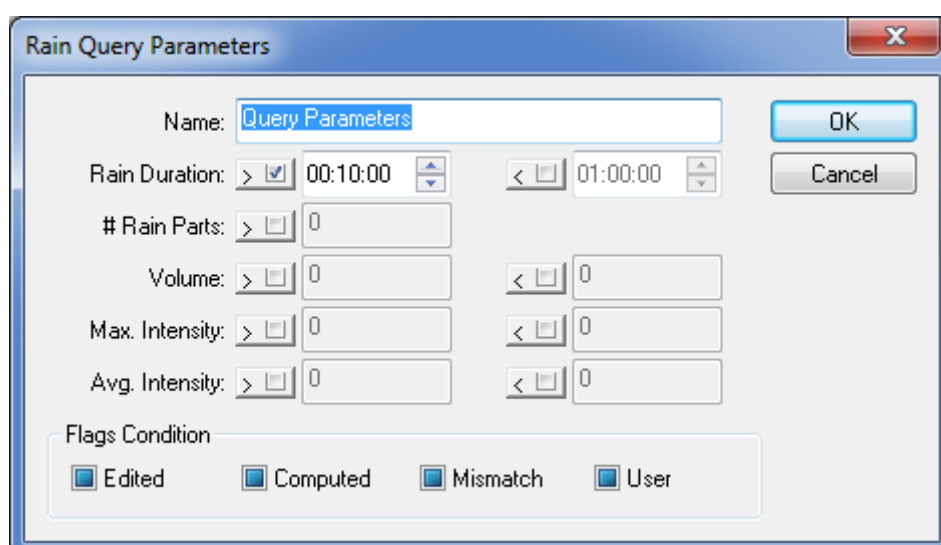 Rain Query Parameters
Name: Query Parameters OK
Rain Duration: > 00:10:00 < 01:00:00 Cancel
# Rain Parts: > 0
Volume: > 0 < 0
Max. Intensity: > 0 < 0
Avg. Intensity: > 0 < 0
Flags Condition
Edited Computed Mismatch User